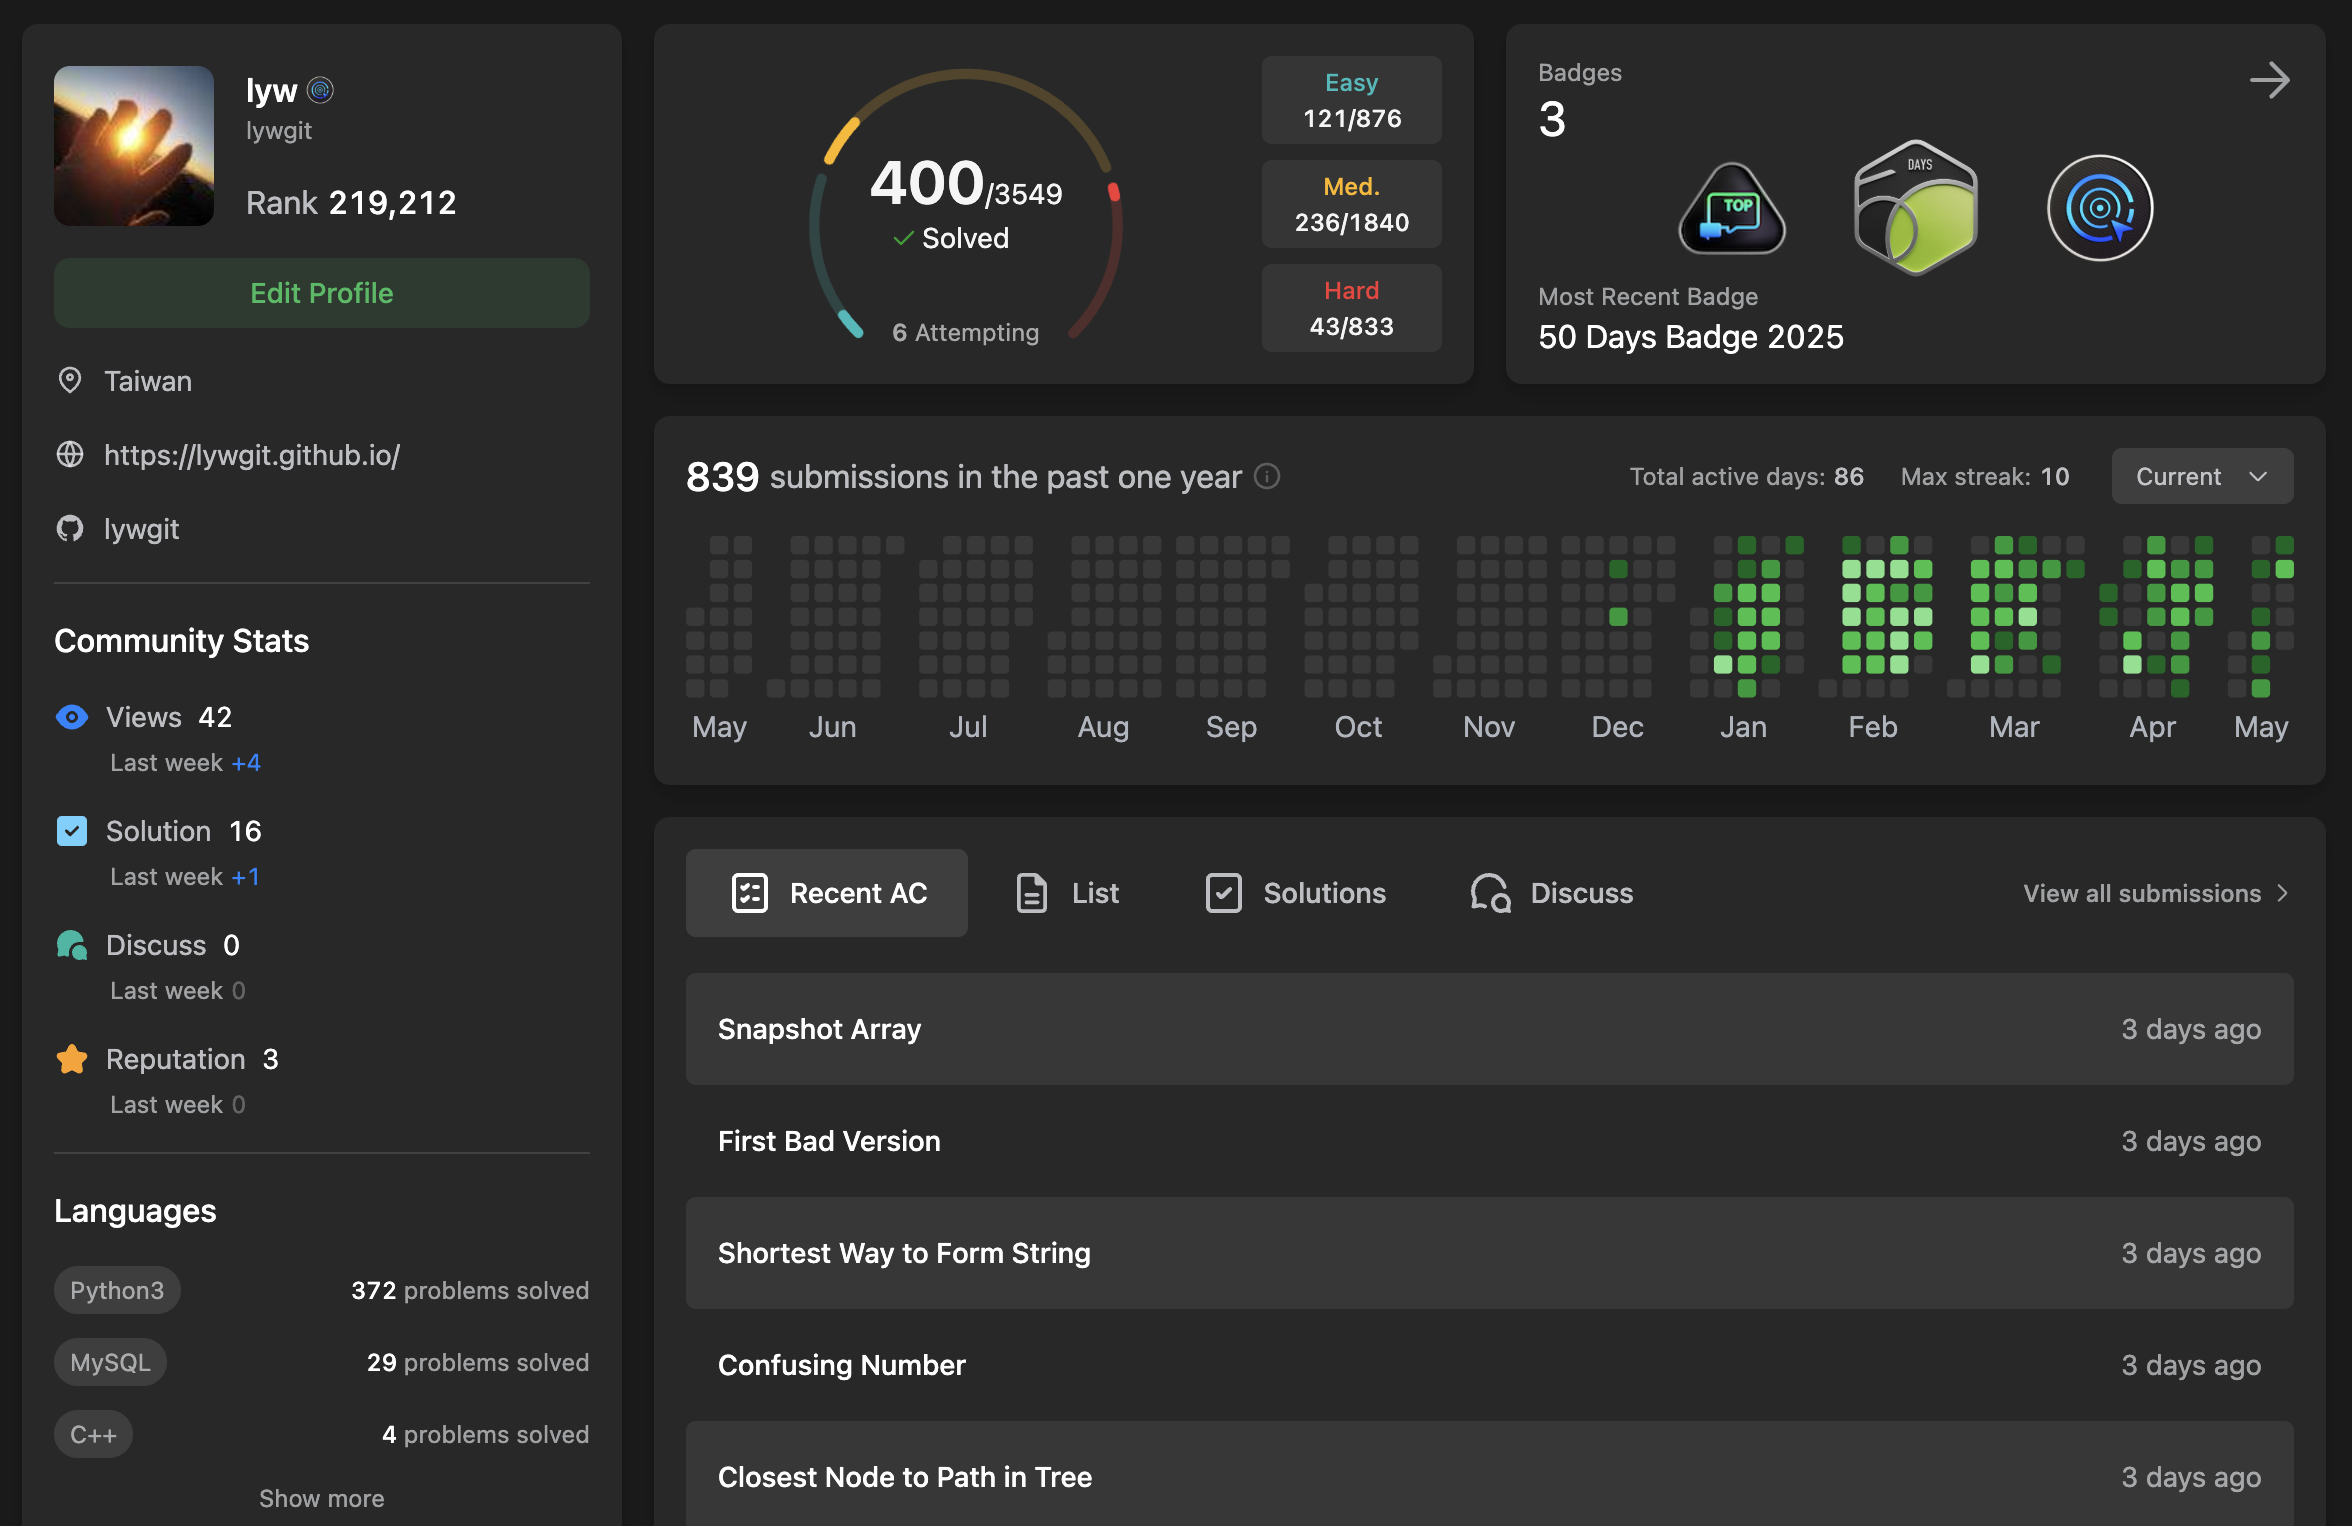 lyw
lywgit
Rank 219,212
Edit Profile
Taiwan
https://lywgit.github.io/
lywgit
Community Stats
Views 42
Last week +4
Solution 16
Last week +1
Discuss 0
Last week 0
Reputation 3
Last week 0
Languages
Python3 372 problems solved
MySQL 29 problems solved
C++ 4 problems solved
Show more
400/3549
Solved
6 Attempting
Easy
121/876
Med.
236/1840
Hard
43/833
Badges
3
TOP
DAYS
Most Recent Badge
50 Days Badge 2025
839 submissions in the past one year
Total active days: 86 Max streak: 10 Current
May Jun Jul Aug Sep Oct Nov Dec Jan Feb Mar Apr May
Recent AC List Solutions Discuss View all submissions
Snapshot Array 3 days ago
First Bad Version 3 days ago
Shortest Way to Form String 3 days ago
Confusing Number 3 days ago
Closest Node to Path in Tree 3 days ago